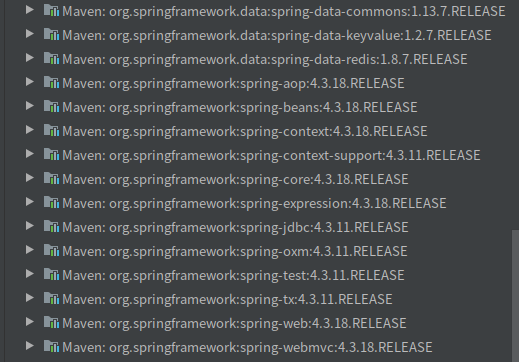 Maven: org.springframework.data:spring-data-commons:1.13.7.RELEASE
Maven: org.springframework.data:spring-data-keyvalue:1.2.7.RELEASE
Maven: org.springframework.data:spring-data-redis:1.8.7.RELEASE
Maven: org.springframework:spring-aop:4.3.18.RELEASE
Maven: org.springframework:spring-beans:4.3.18.RELEASE
Maven: org.springframework:spring-context:4.3.18.RELEASE
Maven: org.springframework:spring-context-support:4.3.11.RELEASE
Maven: org.springframework:spring-core:4.3.18.RELEASE
Maven: org.springframework:spring-expression:4.3.18.RELEASE
Maven: org.springframework:spring-jdbc:4.3.11.RELEASE
Maven: org.springframework:spring-oxm:4.3.11.RELEASE
Maven: org.springframework:spring-test:4.3.11.RELEASE
Maven: org.springframework:spring-tx:4.3.11.RELEASE
Maven: org.springframework:spring-web:4.3.18.RELEASE
Maven: org.springframework:spring-webmvc:4.3.18.RELEASE